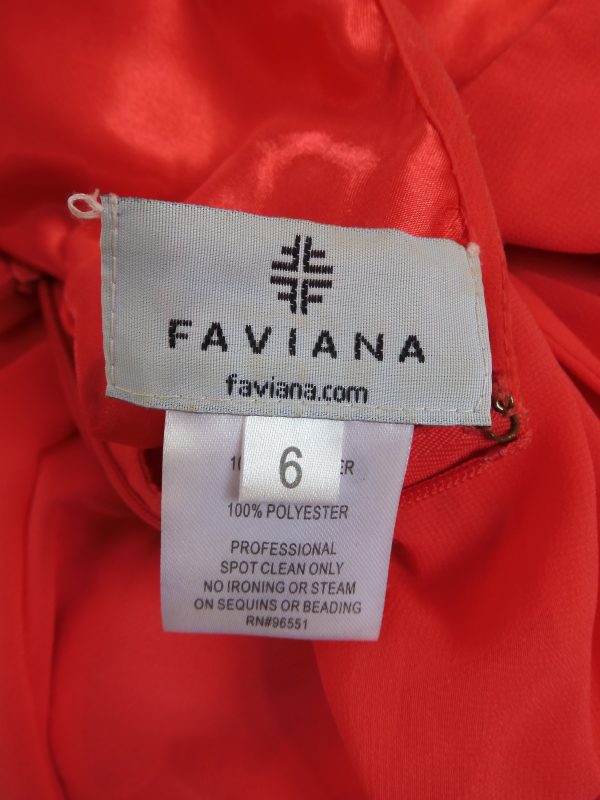 FAVIANA
faviana.com
6
100% POLYESTER
PROFESSIONAL
SPOT CLEAN ONLY
NO IRONING OR STEAM
ON SEQUINS OR BEADING
RN#96551